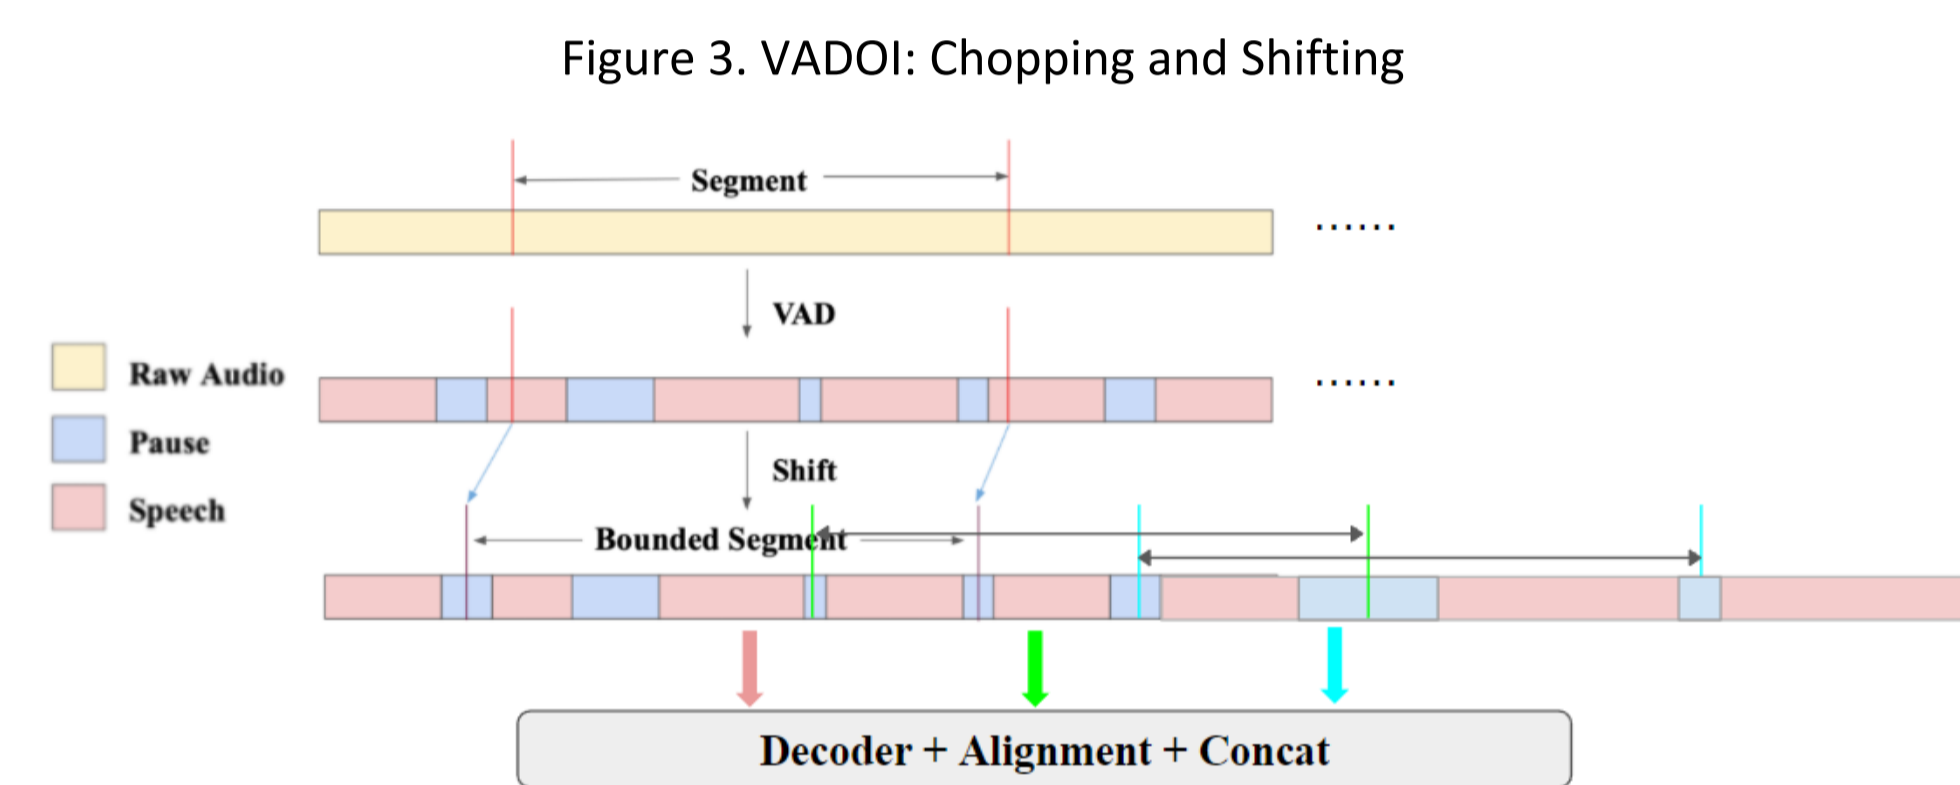 Figure 3. VADOI: Chopping and Shifting
Segment
......
VAD
Raw Audio
......
Pause
Shift
Speech
Bounded Segment
Decoder + Alignment + Concat